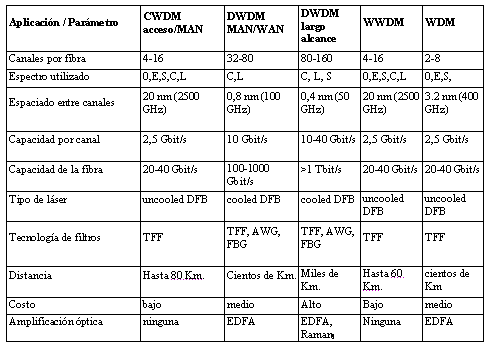 Aplicación / Parámetro CWDM acceso/MAN DWDM MAN/WAN DWDM largo alcance WWDM WDM
Canales por fibra 4-16 32-80 80-160 4-16 2-8
Espectro utilizado 0,E,S,C,L C,L C, L, S 0,E,S,C,L 0,E,S,
Espaciado entre canales 20 nm (2500 GHz) 0,8 nm (100 GHz) 0,4 nm (50 GHz) 20 nm (2500 GHz) 3.2 nm (400 GHz)
Capacidad por canal 2,5 Gbit/s 10 Gbit/s 10-40 Gbit/s 2,5 Gbit/s 2,5 Gbit/s
Capacidad de la fibra 20-40 Gbit/s 100-1000 Gbit/s >1 Tbit/s 20-40 Gbit/s 20-40 Gbit/s
Tipo de láser uncooled DFB cooled DFB cooled DFB uncooled DFB uncooled DFB
Tecnología de filtros TFF TFF, AWG, FBG TFF, AWG, FBG TFF TFF
Distancia Hasta 80 Km. Cientos de Km. Miles de Km. Hasta 60 Km. cientos de Km
Costo bajo medio Alto Bajo medio
Amplificación óptica ninguna EDFA EDFA, Raman, Ninguna EDFA